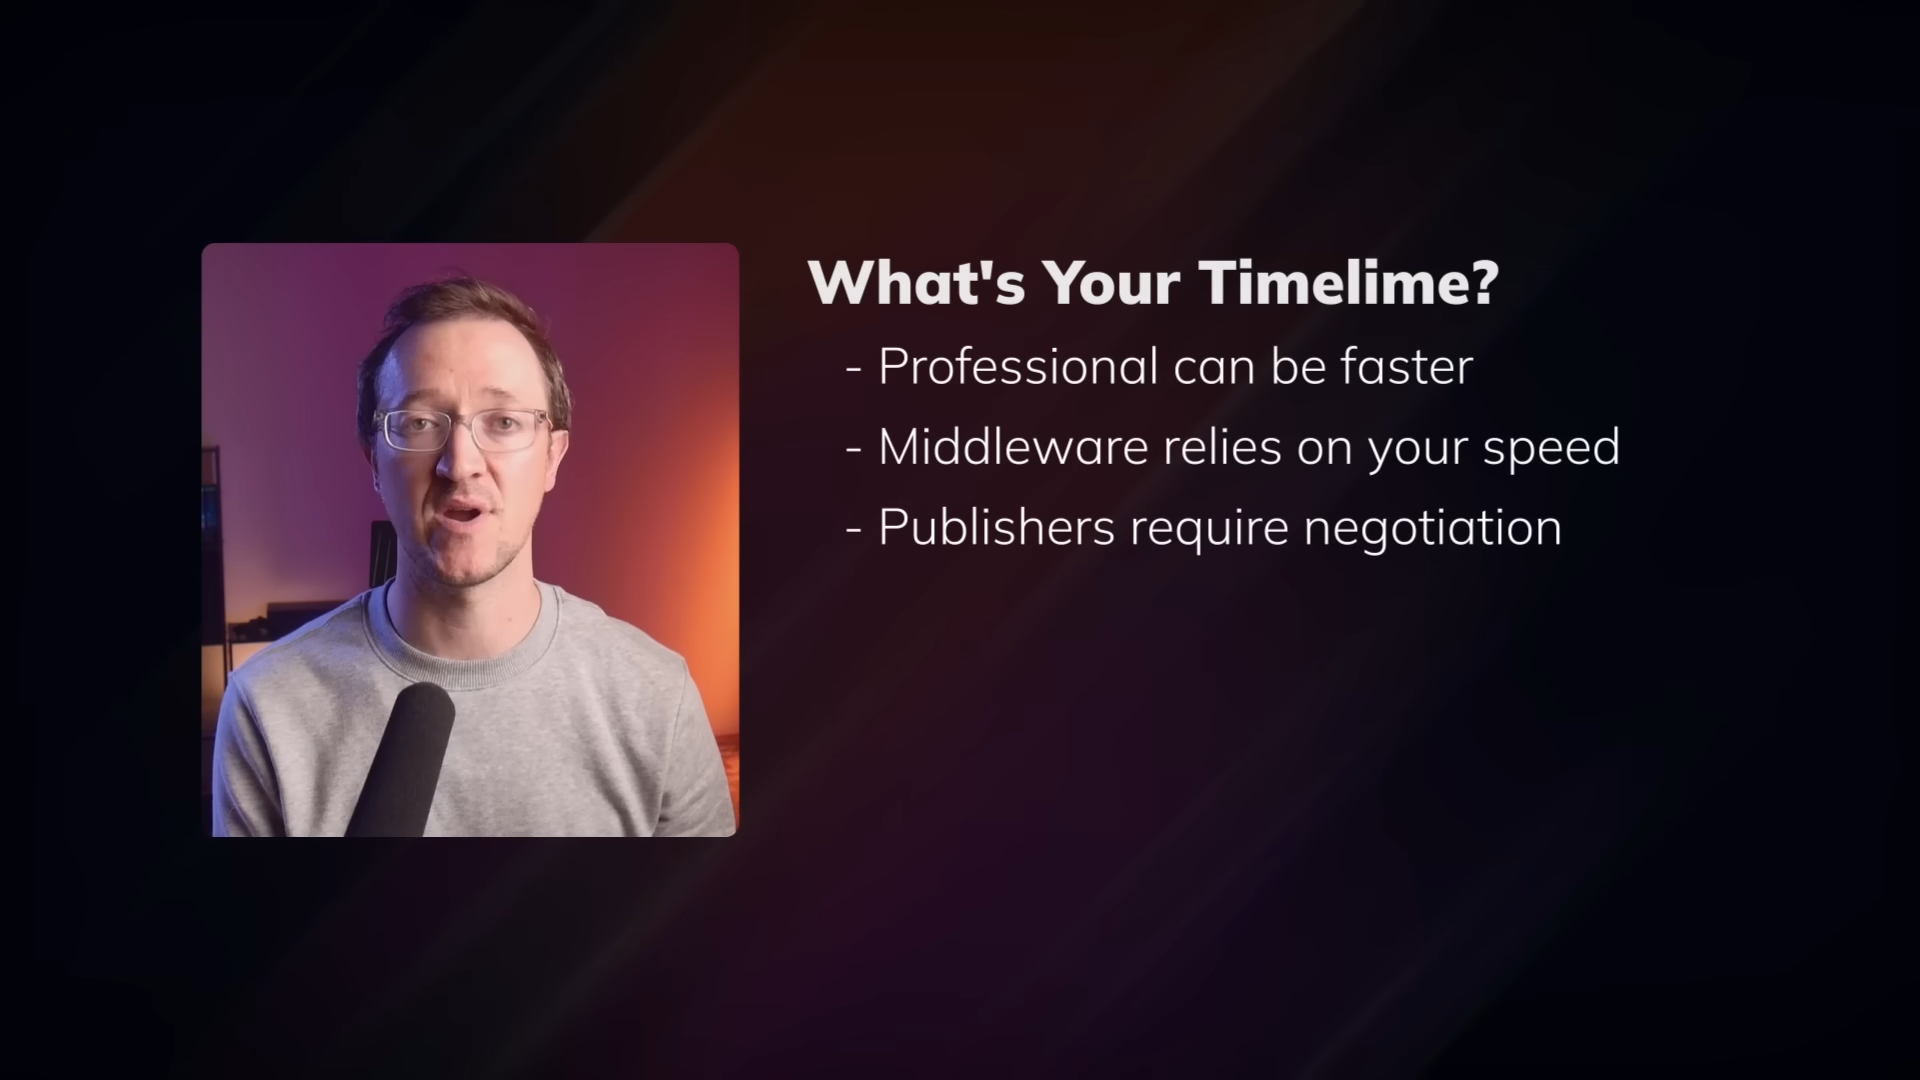 What's Your Timelime?
- Professional can be faster
- Middleware relies on your speed
- Publishers require negotiation